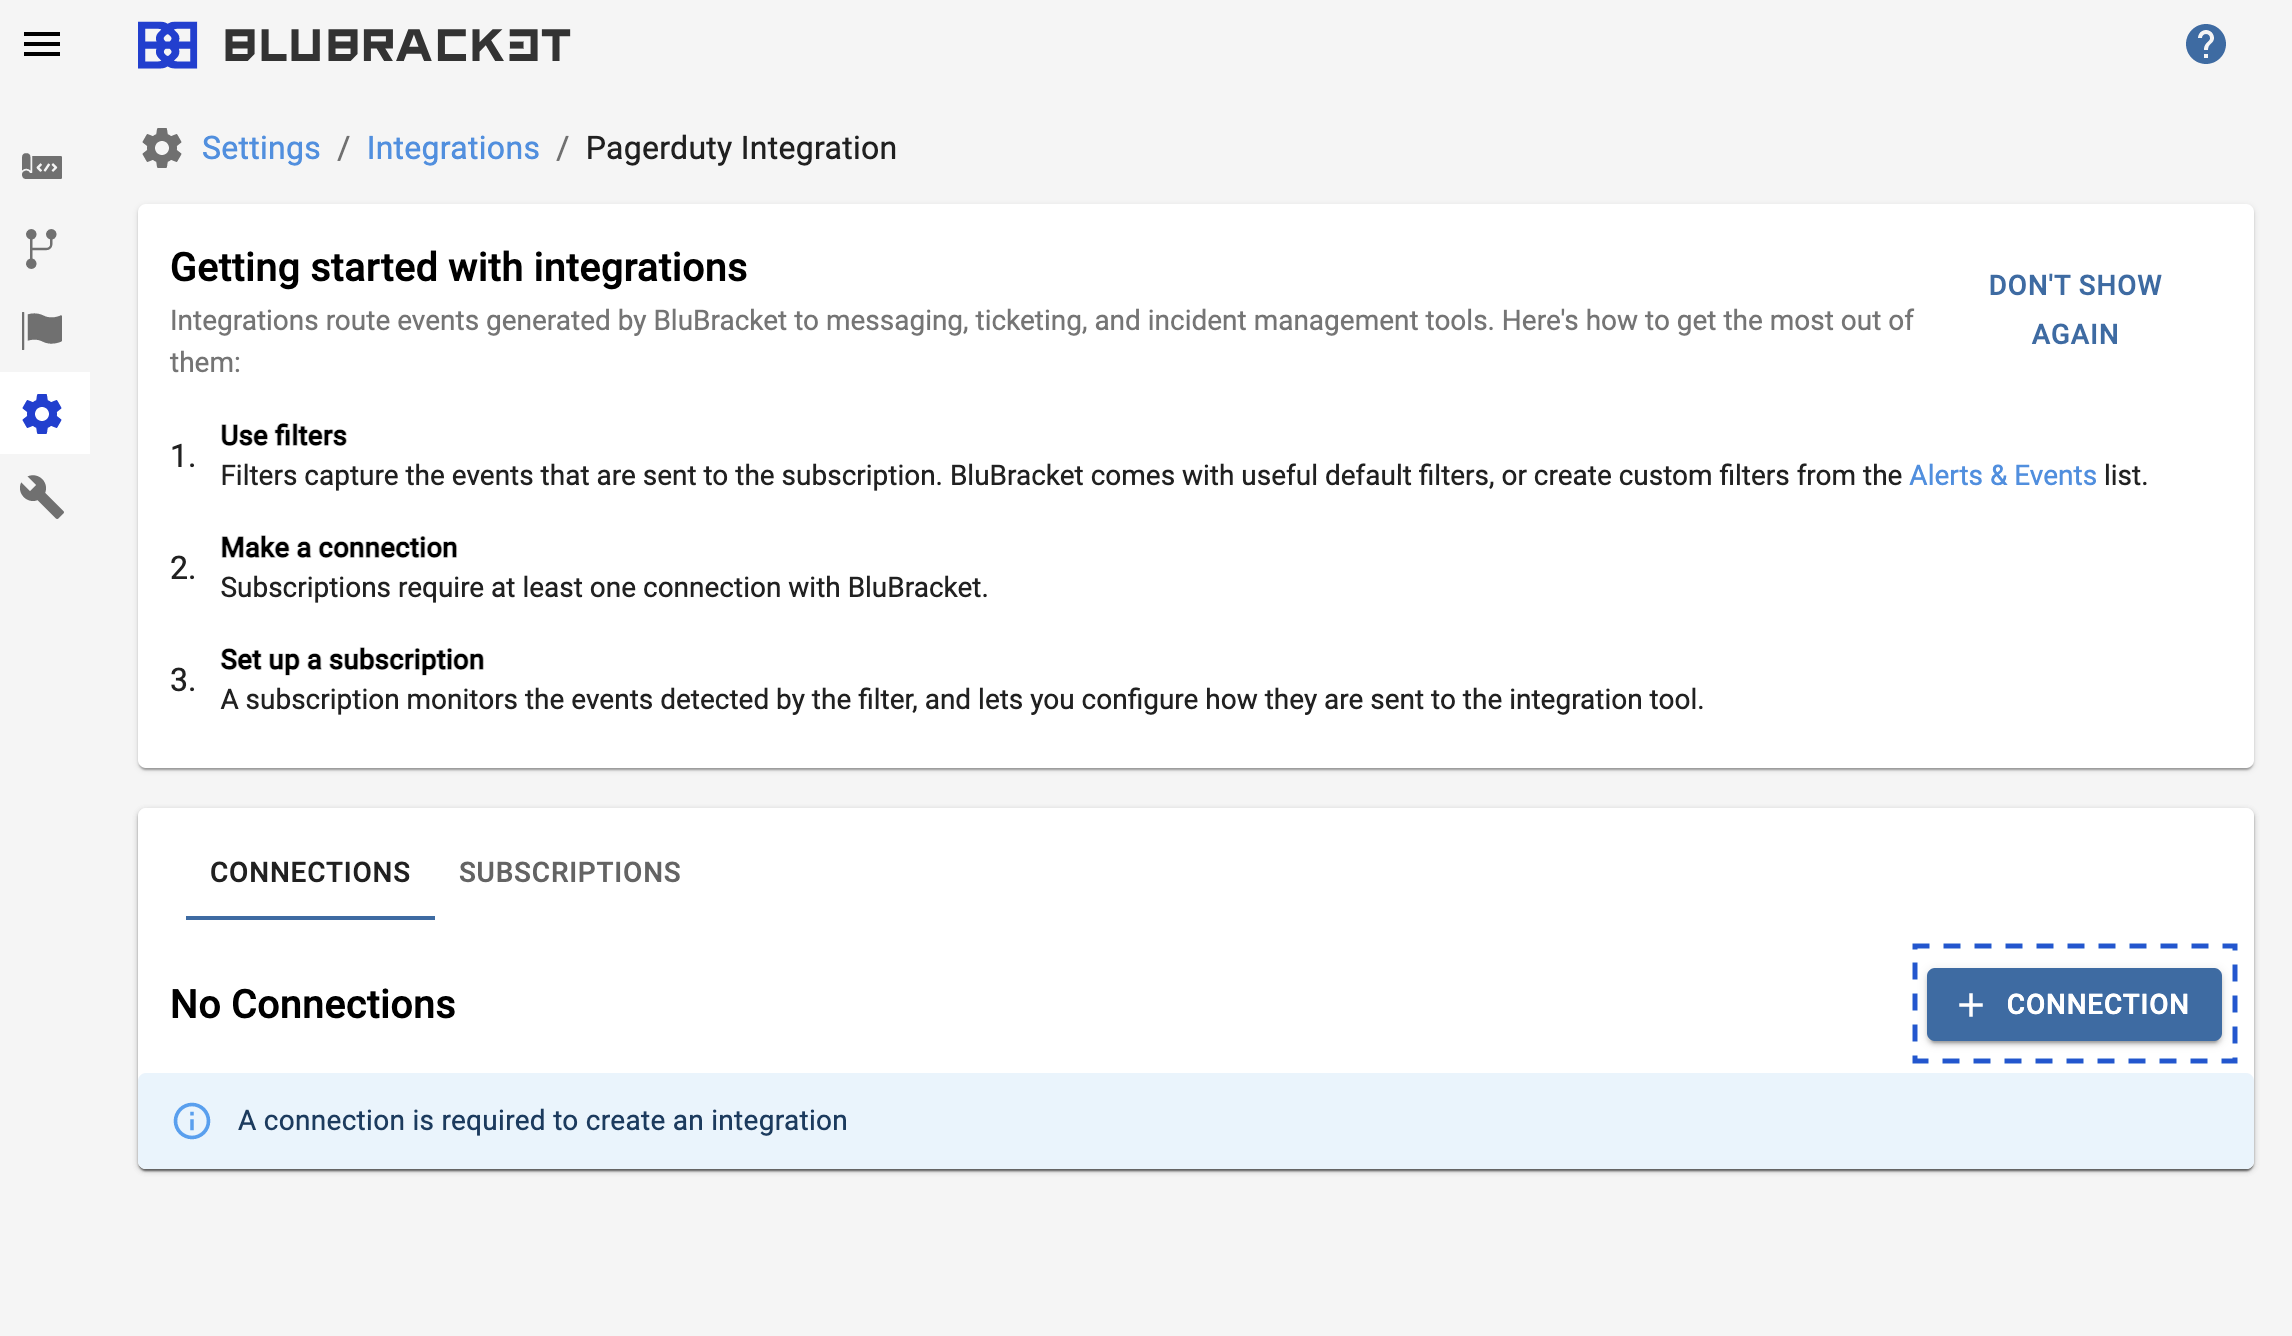 BLUBRACKET
?
Settings / Integrations / Pagerduty Integration
Getting started with integrations
Integrations route events generated by BluBracket to messaging, ticketing, and incident management tools. Here's how to get the most out of
them:
DON'T SHOW
AGAIN
1. Use filters
Filters capture the events that are sent to the subscription. BluBracket comes with useful default filters, or create custom filters from the Alerts & Events list.
2. Make a connection
Subscriptions require at least one connection with BluBracket.
3. Set up a subscription
A subscription monitors the events detected by the filter, and lets you configure how they are sent to the integration tool.
CONNECTIONS SUBSCRIPTIONS
No Connections
+ CONNECTION
A connection is required to create an integration